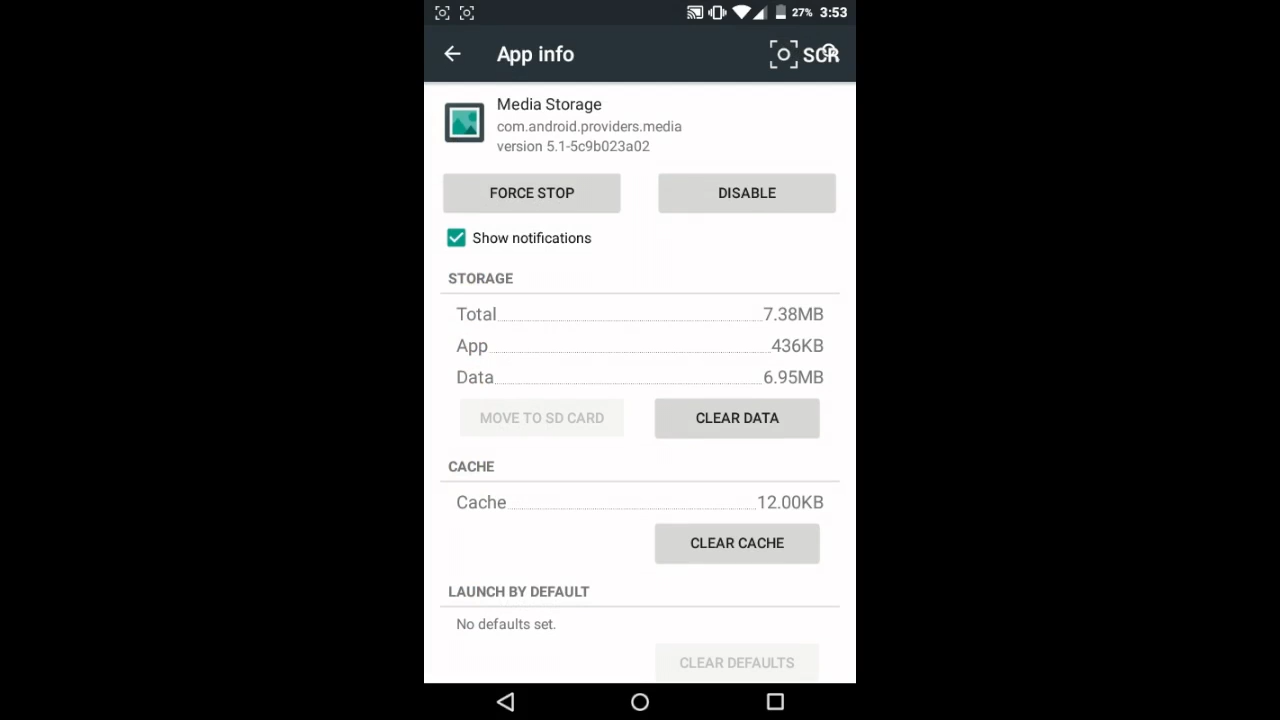 27% 3:53
App info
SCR
Media Storage
com.android.providers.media
version 5.1-5c9b023a02
FORCE STOP DISABLE
Show notifications
STORAGE
Total 7.38MB
App 436KB
Data 6.95MB
MOVE TO SD CARD CLEAR DATA
CACHE
Cache 12.00KB
CLEAR CACHE
LAUNCH BY DEFAULT
No defaults set.
CLEAR DEFAULTS